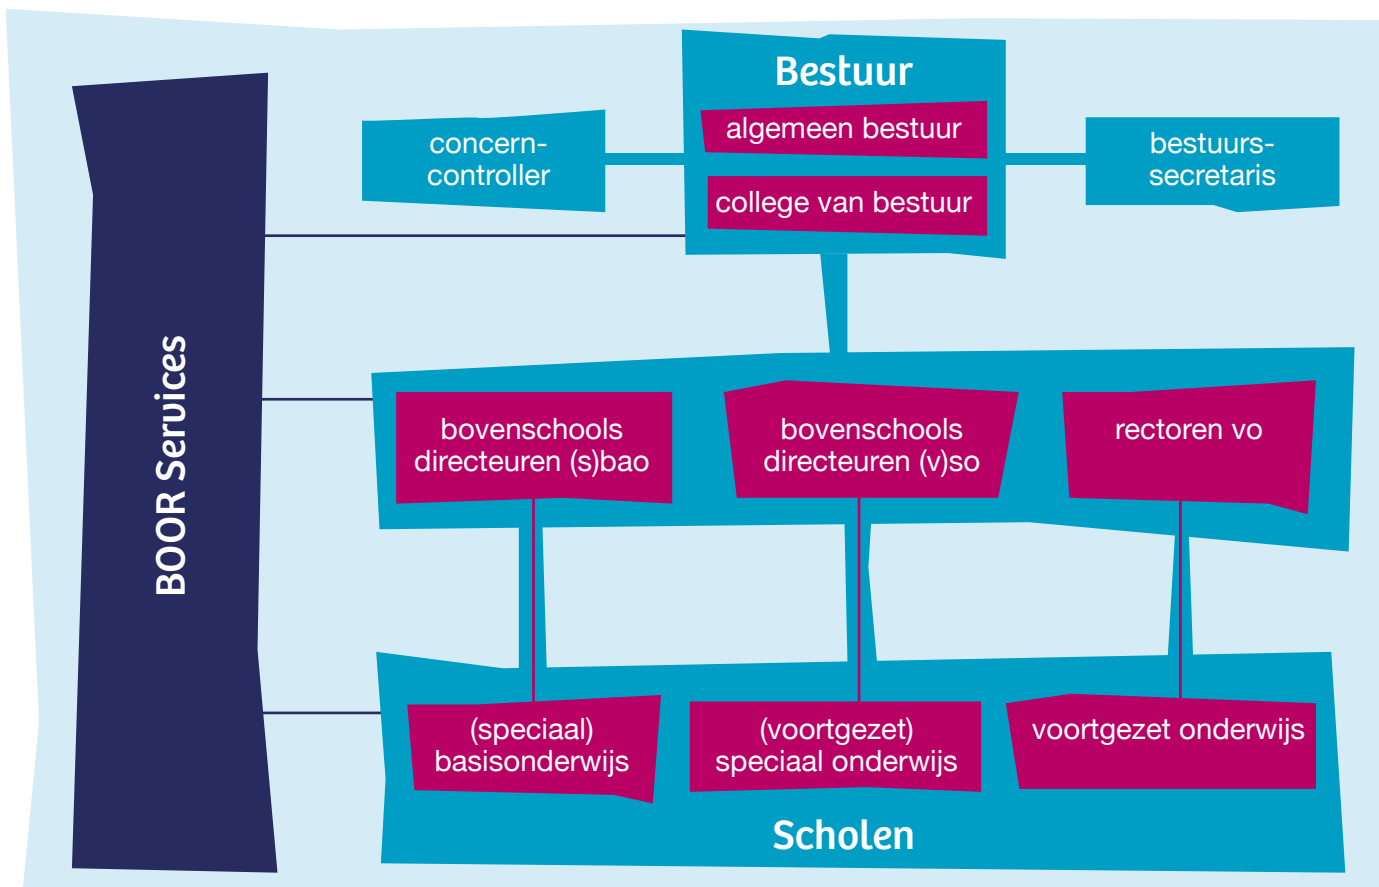 Bestuur
algemeen bestuur
college van bestuur
concern-
controller
bestuurs-
secretaris
BOOR Services
bovenschools
directeuren (s)bao
bovenschools
directeuren (v)so
rectoren vo
(speciaal)
basisonderwijs
(voortgezet)
speciaal onderwijs
voortgezet onderwijs
Scholen